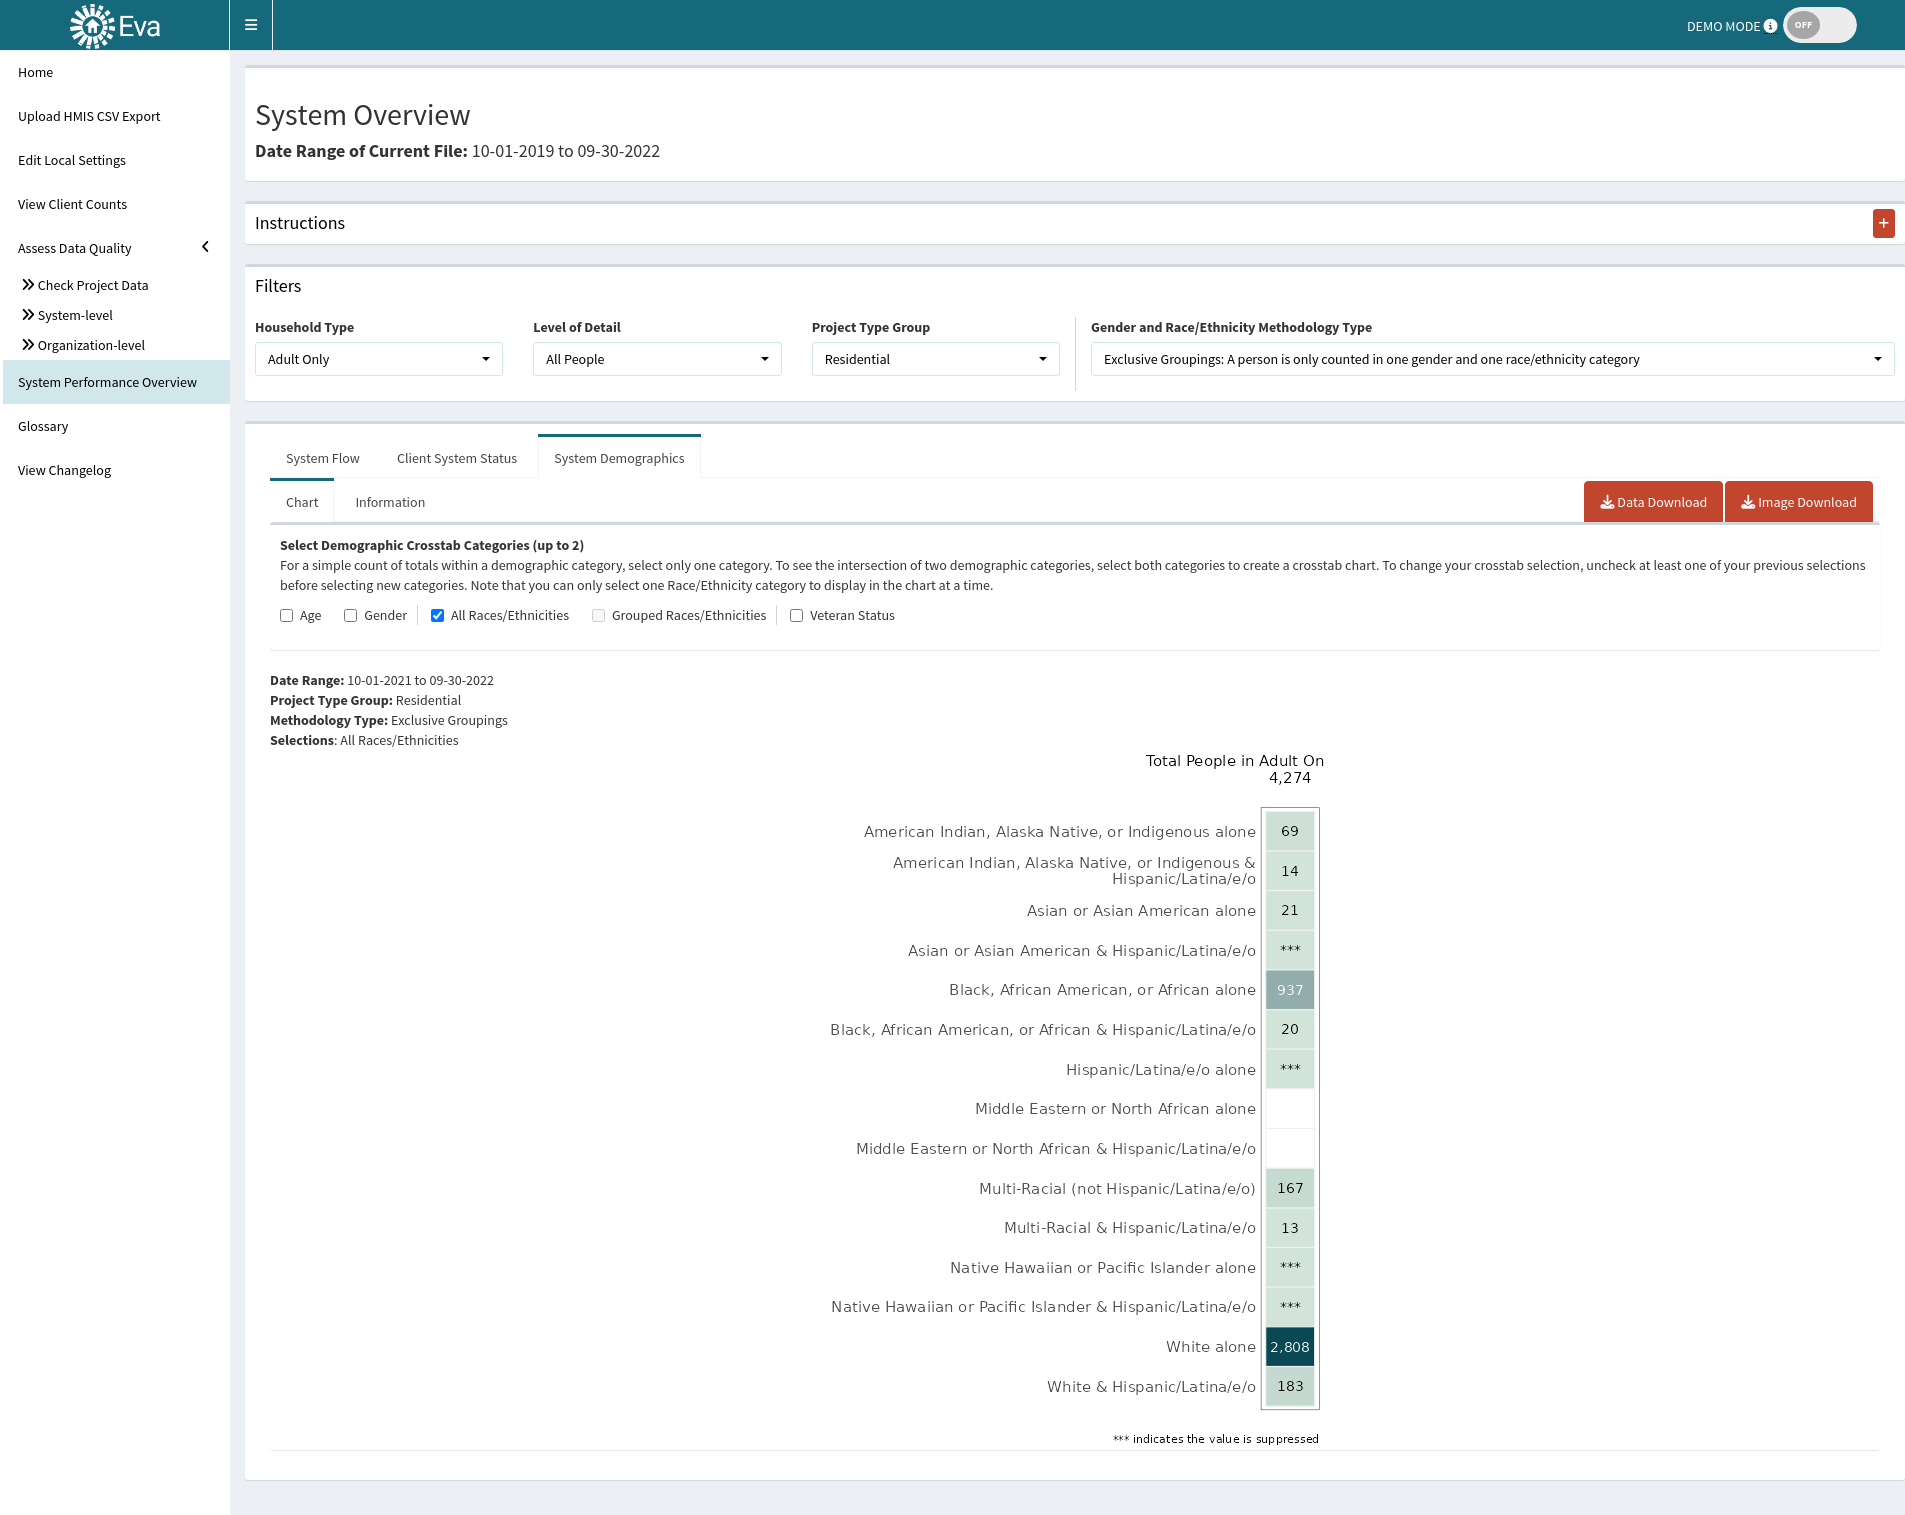 Eva
DEMO MODE
OFF
Home
Upload HMIS CSV Export
Edit Local Settings
View Client Counts
Assess Data Quality
Check Project Data
System-level
Organization-level
System Performance Overview
Glossary
View Changelog
System Overview
Date Range of Current File: 10-01-2019 to 09-30-2022
Instructions
+
Filters
Household Type
Adult Only
Level of Detail
All People
Project Type Group
Residential
Gender and Race/Ethnicity Methodology Type
Exclusive Groupings: A person is only counted in one gender and one race/ethnicity category
System Flow
Client System Status
System Demographics
Chart
Information
Data Download
Image Download
Select Demographic Crosstab Categories (up to 2)
For a simple count of totals within a demographic category, select only one category. To see the intersection of two demographic categories, select both categories to create a crosstab chart. To change your crosstab selection, uncheck at least one of your previous selections
before selecting new categories. Note that you can only select one Race/Ethnicity category to display in the chart at a time.
Age
Gender
All Races/Ethnicities
Grouped Races/Ethnicities
Veteran Status
Date Range: 10-01-2021 to 09-30-2022
Project Type Group: Residential
Methodology Type: Exclusive Groupings
Selections: All Races/Ethnicities
Total People in Adult On
4,274
American Indian, Alaska Native, or Indigenous alone 69
American Indian, Alaska Native, or Indigenous &
Hispanic/Latina/e/o 14
Asian or Asian American alone 21
Asian or Asian American & Hispanic/Latina/e/o ***
Black, African American, or African alone 937
Black, African American, or African & Hispanic/Latina/e/o 20
Hispanic/Latina/e/o alone ***
Middle Eastern or North African alone
Middle Eastern or North African & Hispanic/Latina/e/o
Multi-Racial (not Hispanic/Latina/e/o) 167
Multi-Racial & Hispanic/Latina/e/o 13
Native Hawaiian or Pacific Islander alone ***
Native Hawaiian or Pacific Islander & Hispanic/Latina/e/o ***
White alone 2,808
White & Hispanic/Latina/e/o 183
*** indicates the value is suppressed